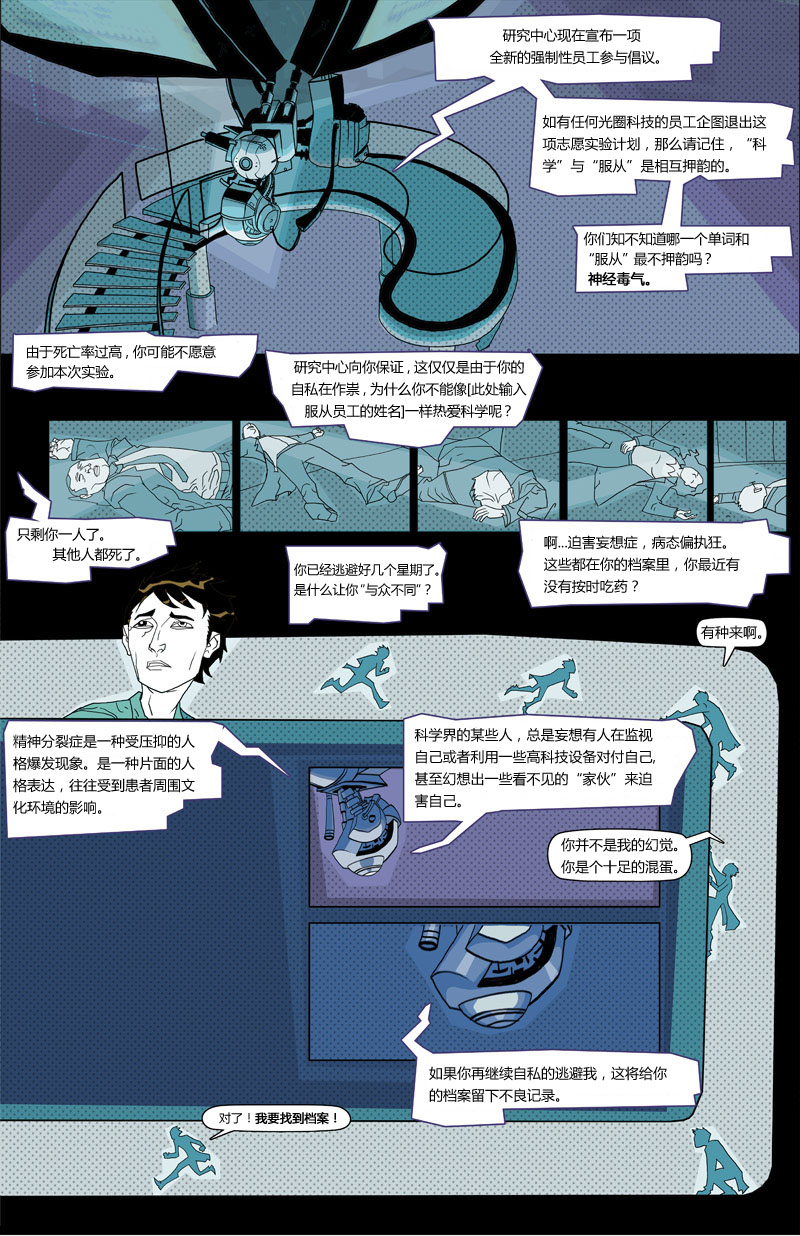 研究中心现在宣布一项
全新的强制性员工参与倡议。
如有任何光圈科技的员工企图退出这
项志愿实验计划，那么请记住，“科
学”与“服从”是相互押韵的。
你们知不知道哪一个单词和
“服从”最不押韵吗？
神经毒气。
由于死亡率过高，你可能不愿意
参加本次实验。
研究中心向你保证，这仅仅是由于你的
自私在作祟，为什么你不能像[此处输入
服从员工的姓名]一样热爱科学呢？
只剩你一人了。
其他人都死了。
你已经逃避好几个星期了。
是什么让你“与众不同”？
啊...迫害妄想症，病态偏执狂。
这些都在你的档案里，你最近有
没有按时吃药？
有种来啊。
精神分裂症是一种受压抑的人
格爆发现象。是一种片面的人
格表达，往往受到患者周围文
化环境的影响。
科学界的某些人，总是妄想有人在监视
自己或者利用一些高科技设备对付自己,
甚至幻想出一些看不见的“家伙”来迫
害自己。
你并不是我的幻觉。
你是个十足的混蛋。
如果你再继续自私的逃避我，这将给你
的档案留下不良记录。
对了！我要找到档案！